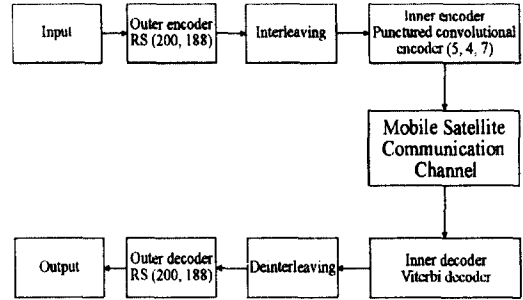 Input
Outer encoder
RS (200, 188)
Interleaving
Inner encoder
Punctured convolutional
encoder (5, 4, 7)
Mobile Satellite
Communication
Channel
Output
Outer decoder
RS (200, 188)
Deinterleaving
Inner decoder
Viterbi decoder